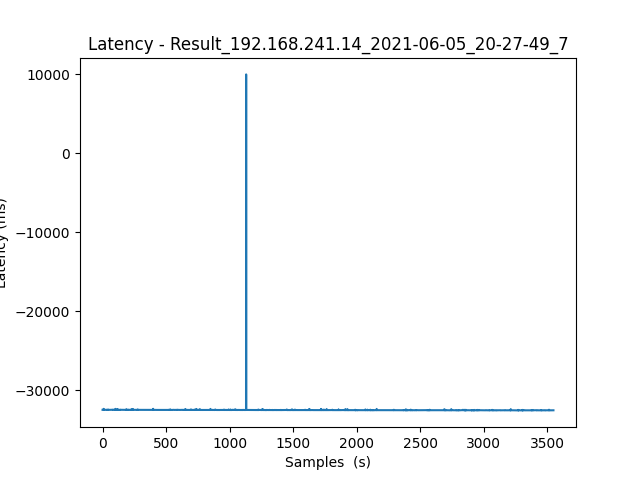 Latency - Result_192.168.241.14_2021-06-05_20-27-49_7
10000
0
−10000
−20000
−30000
Latency (ms)
0 500 1000 1500 2000 2500 3000 3500
Samples  (s)